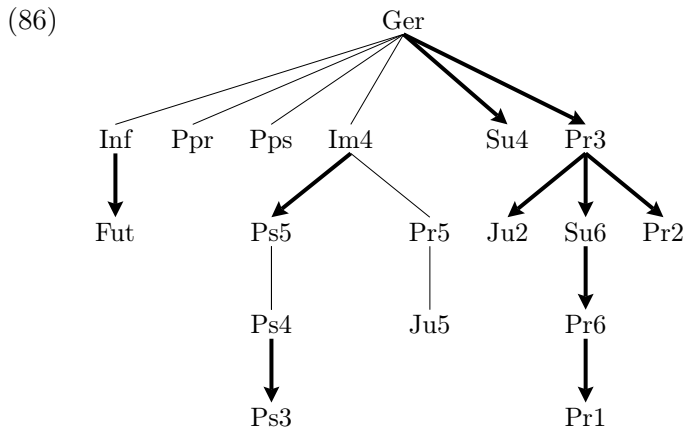 (86) Ger
Inf Ppr Pps Im4 Su4 Pr3
Fut Ps5 Pr5 Ju2 Su6 Pr2
Ps4 Ju5 Pr6
Ps3 Pr1